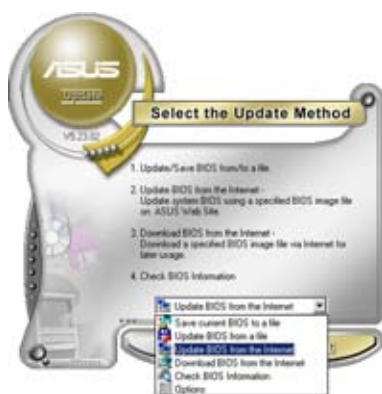 ASUS
Update
V5.23.02
Select the Update Method
1. Update/Save BIOS from/to a file.
2. Update BIOS from the Internet -
Update system BIOS using a specified BIOS image file
on ASUS Web Site.
3. Download BIOS from the Internet -
Download a specified BIOS image file via Internet for
later usage.
4. Check BIOS Information
Update BIOS from the Internet
Save current BIOS to a file
Update BIOS from a file
Update BIOS from the Internet
Download BIOS from the Internet
Check BIOS Information
Options